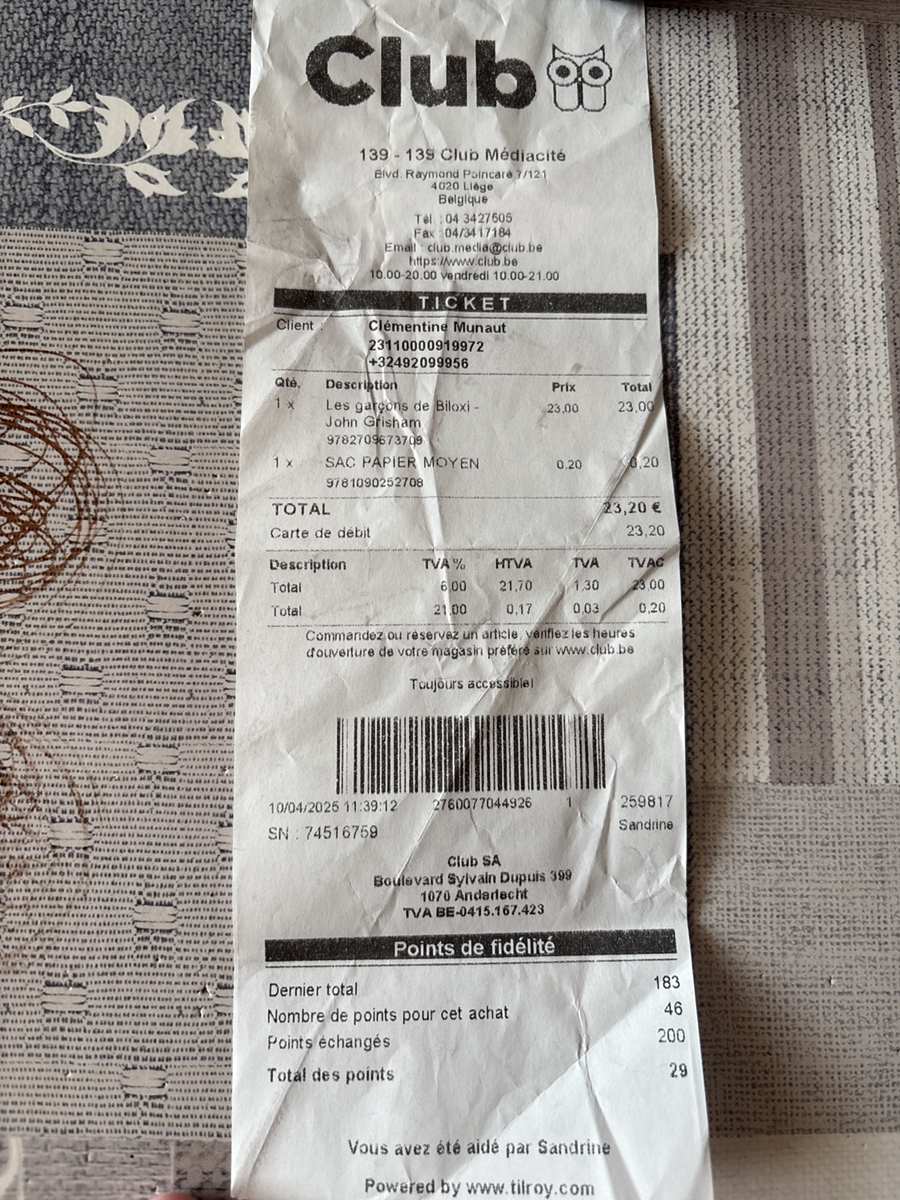 Club
139 - 139 Club Médiacité
Blvd. Raymond Poincaré 7/121
4020 Liège
Belgique
Tél. : 04 3427605
Fax : 04/3417184
Email : club.media@club.be
https://www.club.be
10.00-20.00 vendredi 10.00-21.00
TICKET
Client : Clémentine Munaut
23110000919972
+32492099956
Qté. Description Prix Total
1 x Les garçons de Biloxi - 23,00 23,00
John Grisham
9782709673709
1 x SAC PAPIER MOYEN 0,20 0,20
9781090252708
TOTAL 23,20 €
Carte de débit 23,20
Description TVA % HTVA TVA TVAC
Total 6,00 21,70 1,30 23,00
Total 21,00 0,17 0,03 0,20
Commandez ou réservez un article, vérifiez les heures
d'ouverture de votre magasin préféré sur www.club.be
Toujours accessible!
10/04/2025 11:39:12 2760077044926 1 259817
SN : 74516759 Sandrine
Club SA
Boulevard Sylvain Dupuis 399
1070 Anderlecht
TVA BE-0415.167.423
Points de fidélité
Dernier total 183
Nombre de points pour cet achat 46
Points échangés 200
Total des points 29
Vous avez été aidé par Sandrine
Powered by www.tilroy.com